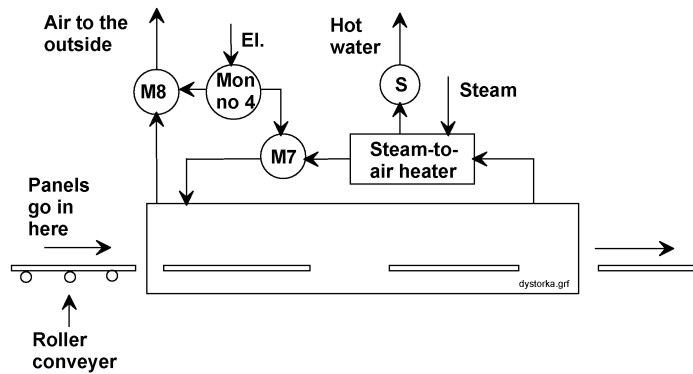 Air to the
outside
El.
Hot
water
M8
Mon
no 4
S
Steam
M7
Steam-to-
air heater
Panels
go in
here
dystorka.grf
Roller
conveyer